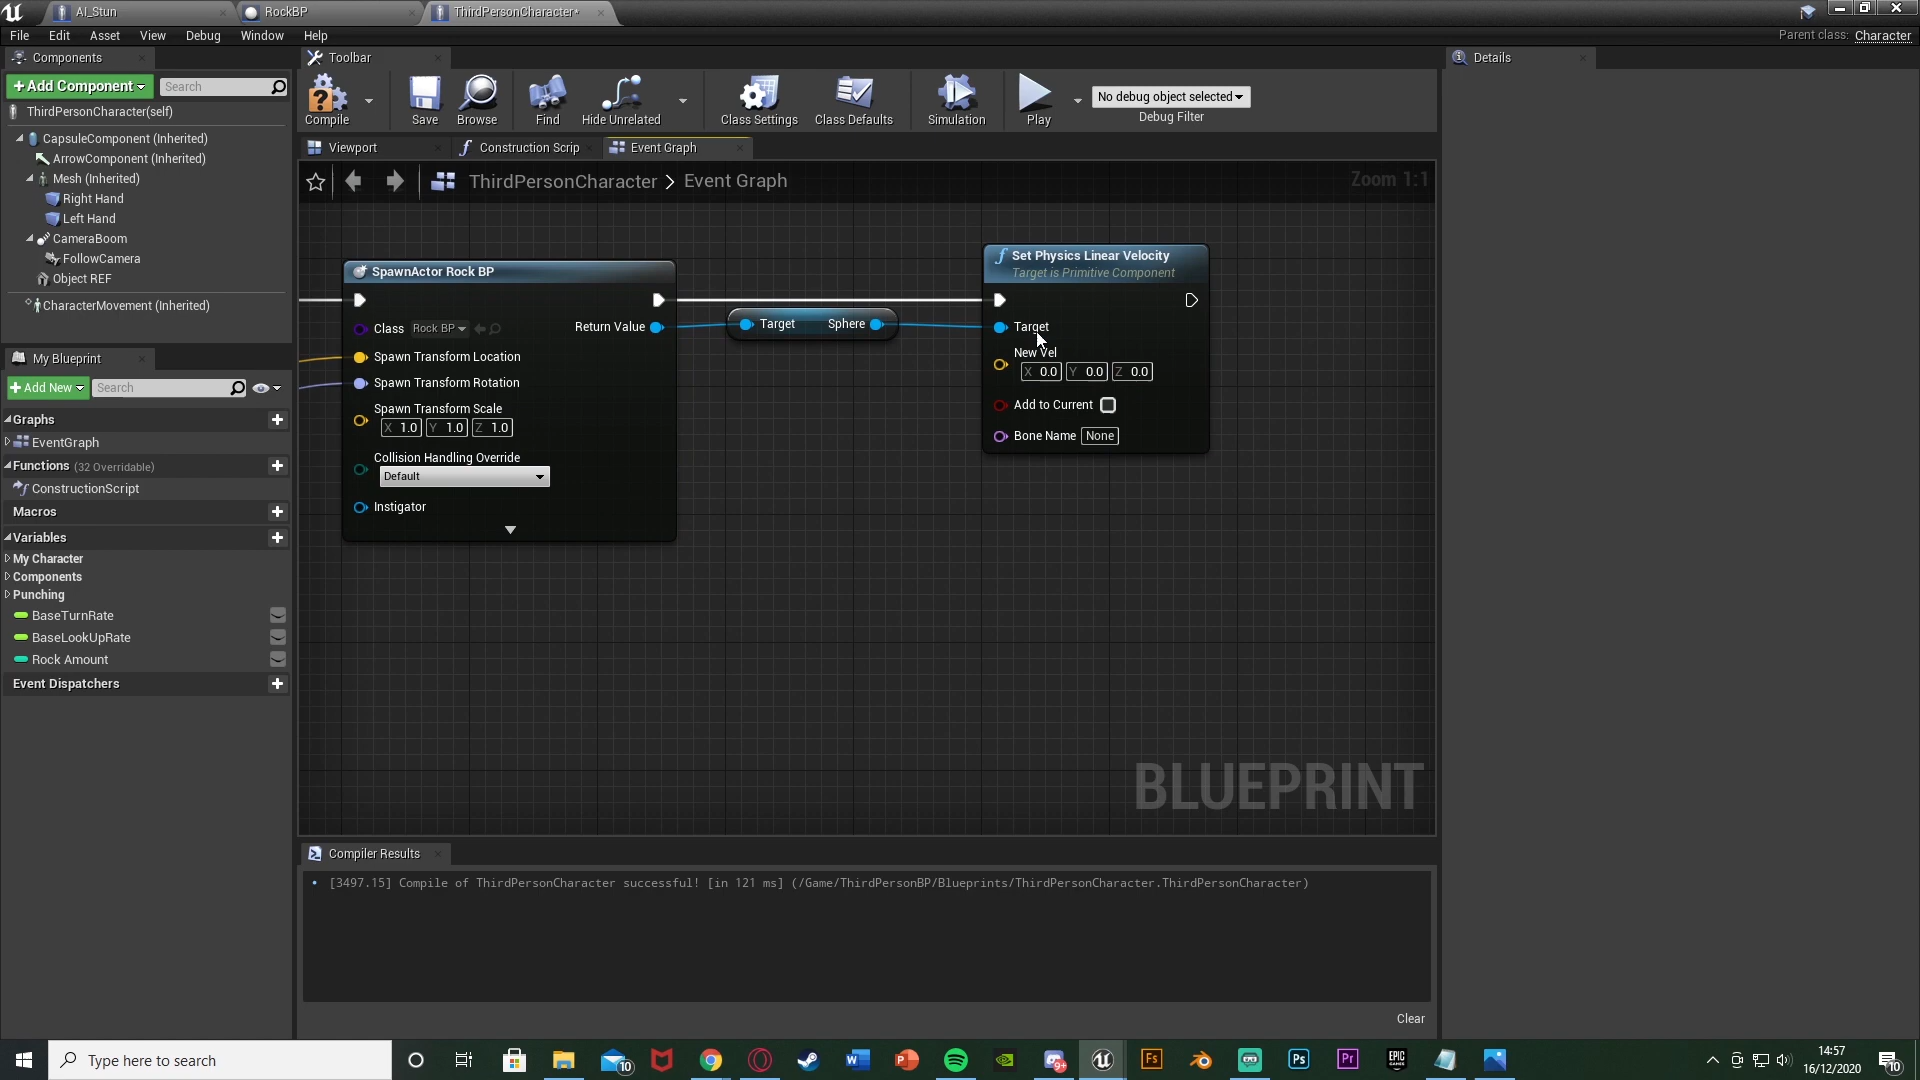 AI_Stun
RockBP
ThirdPersonCharacter*
File Edit Asset View Debug Window Help
Parent class: Character
Components
+Add Component
Search
ThirdPersonCharacter(self)
CapsuleComponent (Inherited)
ArrowComponent (Inherited)
Mesh (Inherited)
Right Hand
Left Hand
CameraBoom
FollowCamera
Object REF
CharacterMovement (Inherited)
My Blueprint
+Add New
Search
Graphs
EventGraph
Functions (32 Overridable)
ConstructionScript
Macros
Variables
My Character
Components
Punching
BaseTurnRate
BaseLookUpRate
Rock Amount
Event Dispatchers
Toolbar
Compile
Save
Browse
Find
Hide Unrelated
Class Settings
Class Defaults
Simulation
Play
No debug object selected
Debug Filter
Viewport
Construction Scrip
Event Graph
ThirdPersonCharacter > Event Graph
Zoom 1:1
SpawnActor Rock BP
Class Rock BP
Return Value
Spawn Transform Location
Spawn Transform Rotation
Spawn Transform Scale
X 1.0 Y 1.0 Z 1.0
Collision Handling Override
Default
Instigator
Target Sphere
Set Physics Linear Velocity
Target is Primitive Component
Target
New Vel
X 0.0 Y 0.0 Z 0.0
Add to Current
Bone Name None
BLUEPRINT
Compiler Results
[3497.15] Compile of ThirdPersonCharacter successful! [in 121 ms] (/Game/ThirdPersonBP/Blueprints/ThirdPersonCharacter.ThirdPersonCharacter)
Clear
Details
Type here to search
14:57
16/12/2020